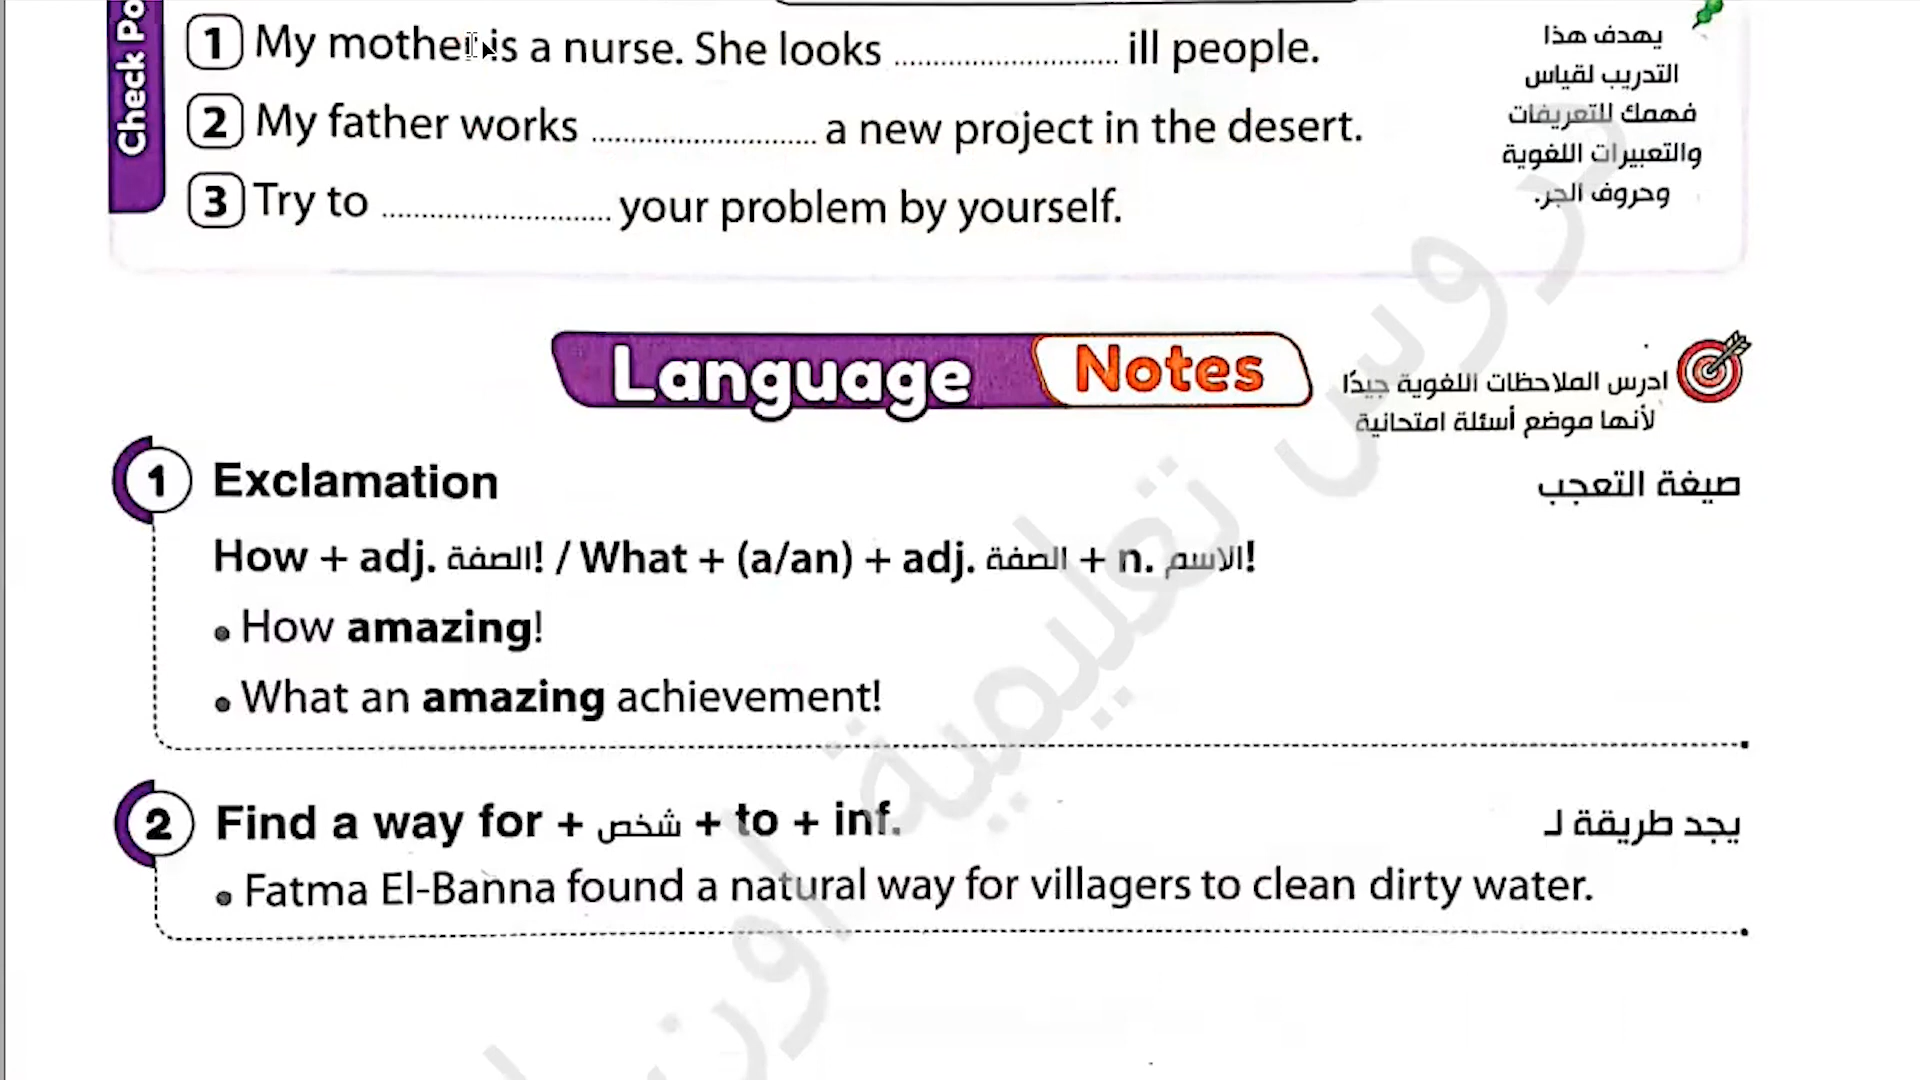 Check Po
1 My mother is a nurse. She looks .......................... ill people.
2 My father works .......................... a new project in the desert.
3 Try to .......................... your problem by yourself.
يهدف هذا
التدريب لقياس
فهمك للتعريفات
والتعبيرات اللغوية
وحروف الجر.
Language Notes
ادرس الملاحظات اللغوية جيدًا
لأنها موضع أسئلة امتحانية
1 Exclamation صيغة التعجب
How + adj. الصفة! / What + (a/an) + adj. الصفة + n. الاسم!
• How amazing!
• What an amazing achievement!
2 Find a way for + شخص + to + inf. يجد طريقة لـ
• Fatma El-Banna found a natural way for villagers to clean dirty water.
دروس تعليمية اون